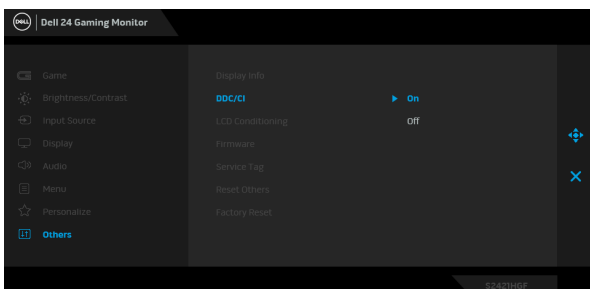 DELL
Dell 24 Gaming Monitor
Game
Brightness/Contrast
Input Source
Display
Audio
Menu
Personalize
Others
Display Info
DDC/CI
On
LCD Conditioning
Off
Firmware
Service Tag
Reset Others
Factory Reset
S2421HGF